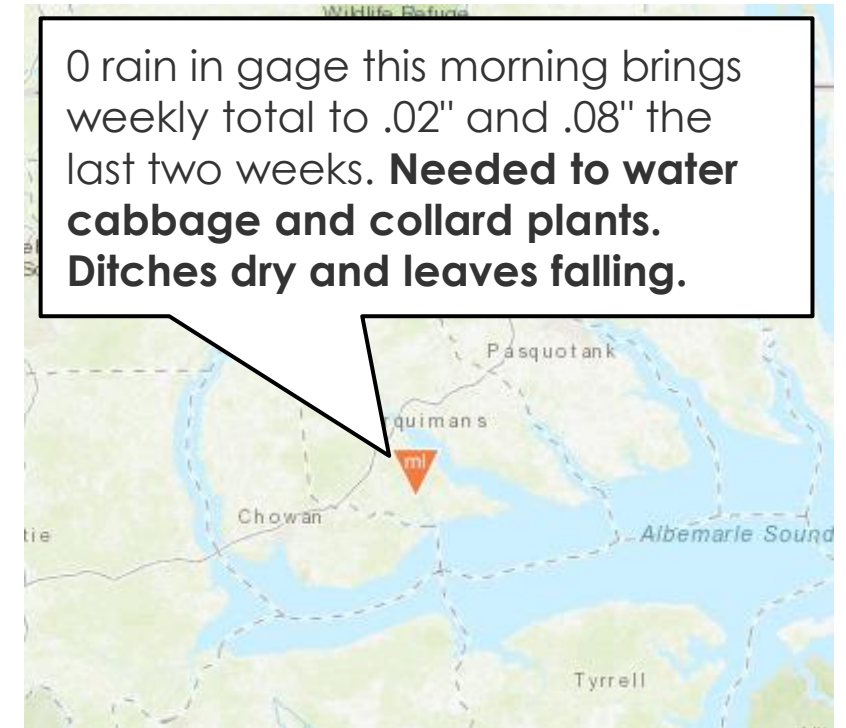 Wildlife Refuge
0 rain in gage this morning brings
weekly total to .02" and .08" the
last two weeks. Needed to water
cabbage and collard plants.
Ditches dry and leaves falling.
Pasquotank
quimans
ml
Chowan
tie
Albemarle Sound
Tyrrell